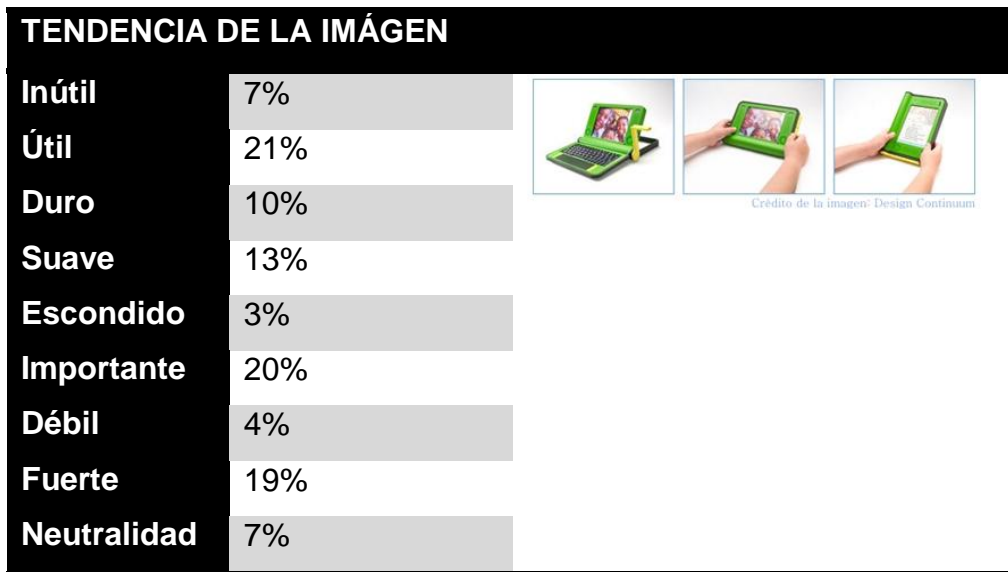 TENDENCIA DE LA IMÁGEN
Inútil 7%
Útil 21%
Duro 10%
Suave 13%
Escondido 3%
Importante 20%
Débil 4%
Fuerte 19%
Neutralidad 7%
Crédito de la imagen: Design Continuum